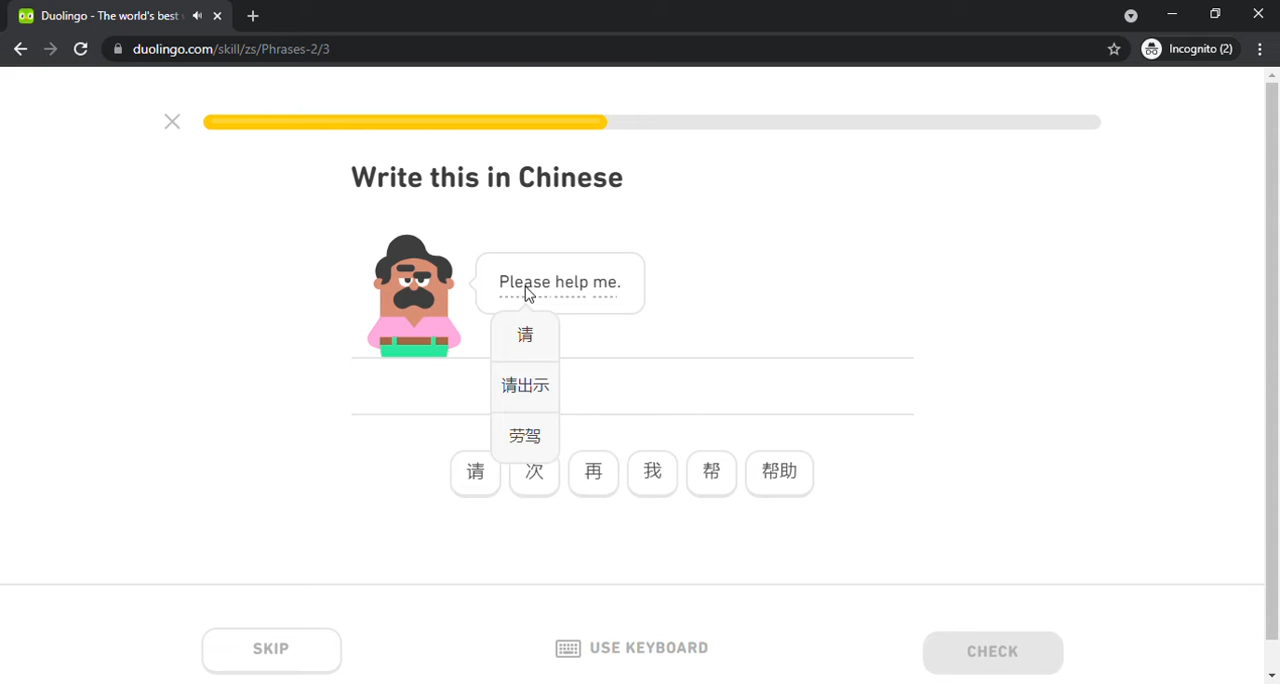 Duolingo - The world's best
duolingo.com/skill/zs/Phrases-2/3
Incognito (2)
Write this in Chinese
Please help me.
请
请出示
劳驾
请 次 再 我 帮 帮助
SKIP
USE KEYBOARD
CHECK